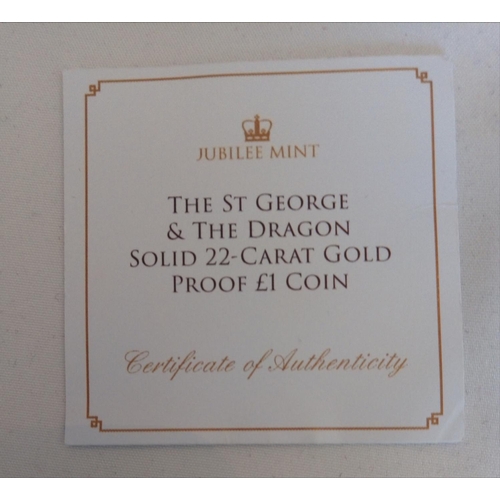 JUBILEE MINT
THE ST GEORGE
& THE DRAGON
SOLID 22-CARAT GOLD
PROOF £1 COIN
Certificate of Authenticity